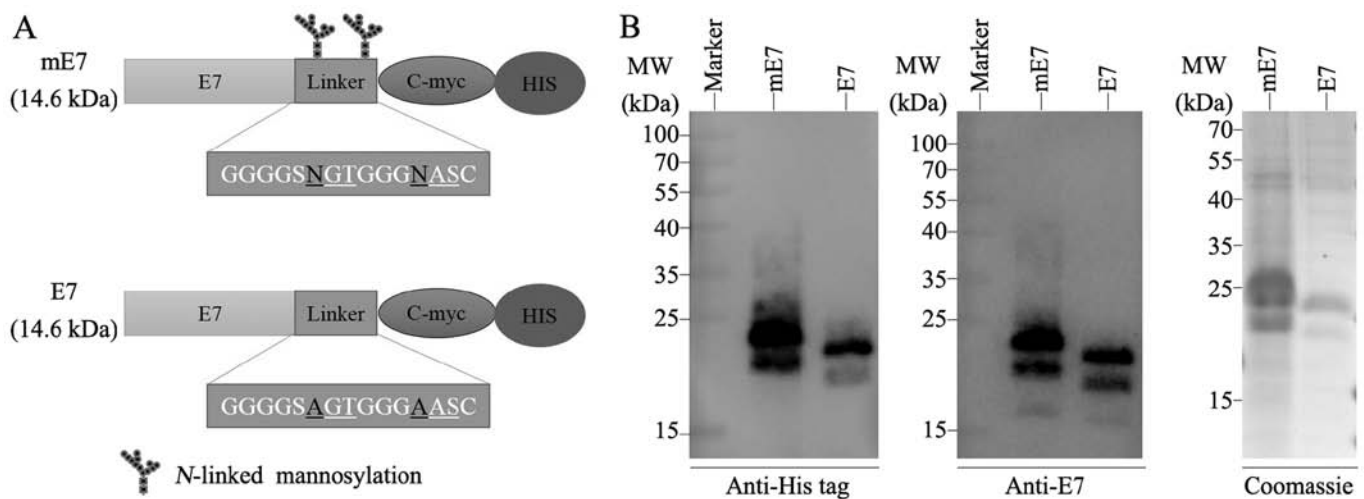 A
mE7
(14.6 kDa)
E7
Linker
C-myc
HIS
GGGGSNGTGGGNASC
E7
(14.6 kDa)
E7
Linker
C-myc
HIS
GGGGSAGTGGGAASC
N-linked mannosylation
B
MW
(kDa)
Marker
mE7
E7
100
70
55
40
35
25
15
Anti-His tag
MW
(kDa)
Marker
mE7
E7
100
70
55
40
35
25
15
Anti-E7
MW
(kDa)
mE7
E7
70
55
40
25
15
Coomassie